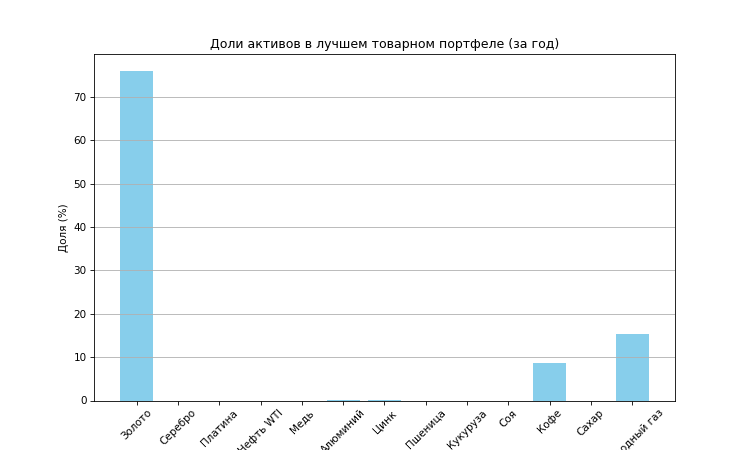 Доли активов в лучшем товарном портфеле (за год)
Доля (%)
70
60
50
40
30
20
10
0
Золото
Серебро
Платина
Нефть WTI
Медь
Алюминий
Цинк
Пшеница
Кукуруза
Соя
Кофе
Сахар
одный газ